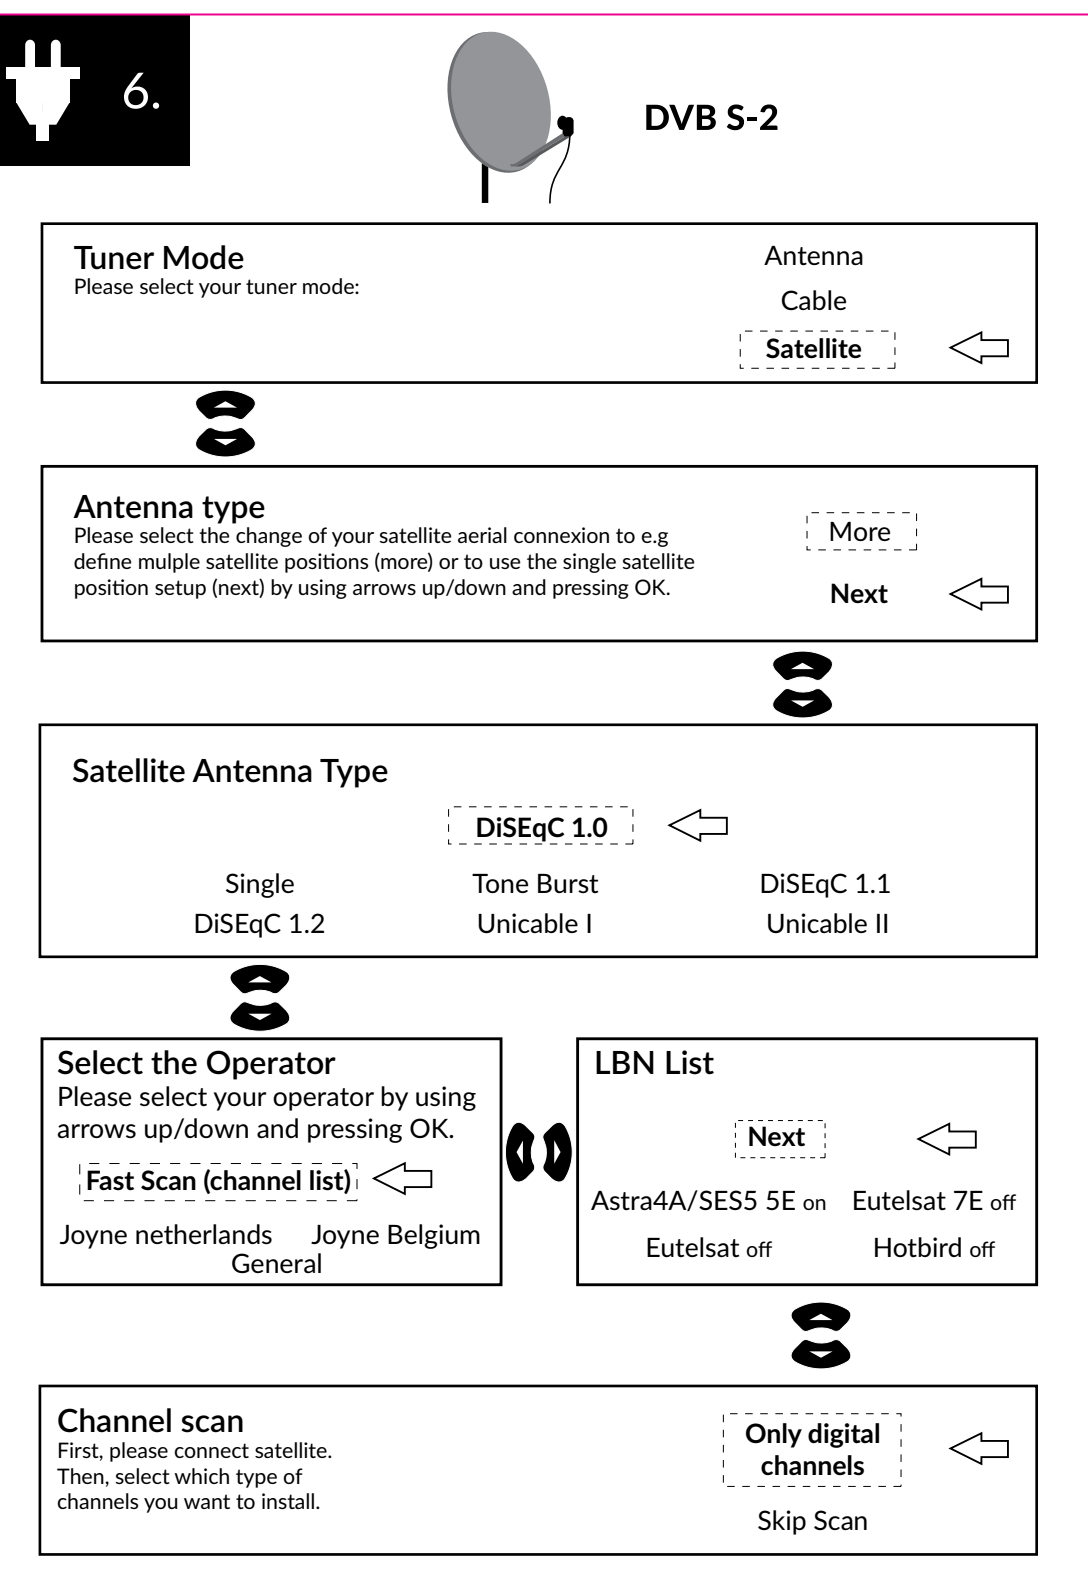 6.
DVB S-2
Tuner Mode
Please select your tuner mode:
Antenna
Cable
Satellite
Antenna type
Please select the change of your satellite aerial connexion to e.g
define mulple satellite positions (more) or to use the single satellite
position setup (next) by using arrows up/down and pressing OK.
More
Next
Satellite Antenna Type
DiSEqC 1.0
Single Tone Burst DiSEqC 1.1
DiSEqC 1.2 Unicable I Unicable II
Select the Operator
Please select your operator by using
arrows up/down and pressing OK.
Fast Scan (channel list)
Joyne netherlands Joyne Belgium
General
LBN List
Next
Astra4A/SES5 5E on Eutelsat 7E off
Eutelsat off Hotbird off
Channel scan
First, please connect satellite.
Then, select which type of
channels you want to install.
Only digital
channels
Skip Scan